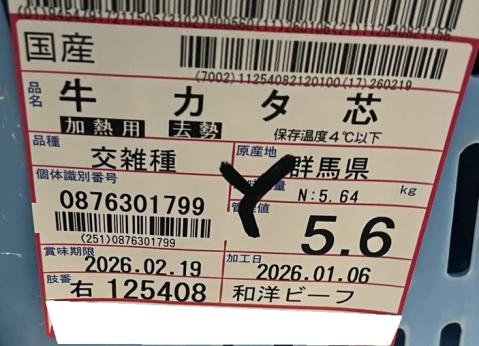 国産
(7002)11254082120100(17)260219
品名 牛 カ タ 芯
加熱用 去勢 保存温度4℃以下
品種 交雑種
原産地 群馬県
個体識別番号
0876301799
(251)0876301799
N:5.64 kg
5.6
賞味期限 2026.02.19
加工日 2026.01.06
枝番 右 125408
和洋ビーフ